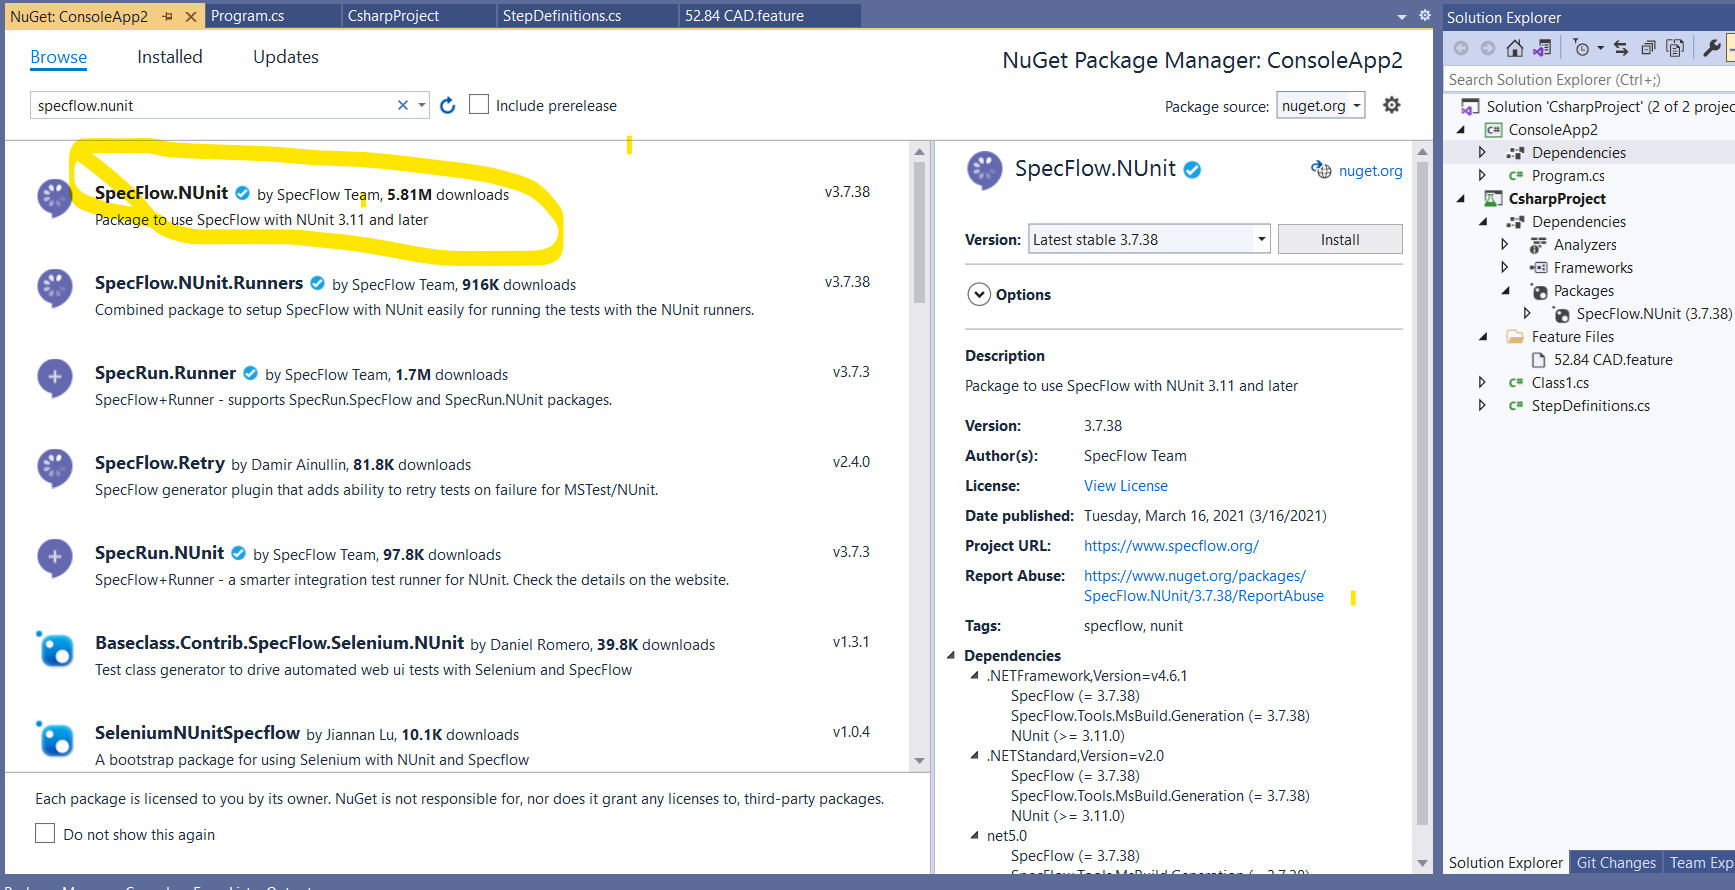 NuGet: ConsoleApp2
Program.cs
CsharpProject
StepDefinitions.cs
52.84 CAD.feature
Browse
Installed
Updates
NuGet Package Manager: ConsoleApp2
specflow.nunit
Include prerelease
Package source: nuget.org
SpecFlow.NUnit by SpecFlow Team, 5.81M downloads
v3.7.38
Package to use SpecFlow with NUnit 3.11 and later
SpecFlow.NUnit.Runners by SpecFlow Team, 916K downloads
v3.7.38
Combined package to setup SpecFlow with NUnit easily for running the tests with the NUnit runners.
SpecRun.Runner by SpecFlow Team, 1.7M downloads
v3.7.3
SpecFlow+Runner - supports SpecRun.SpecFlow and SpecRun.NUnit packages.
SpecFlow.Retry by Damir Ainullin, 81.8K downloads
v2.4.0
SpecFlow generator plugin that adds ability to retry tests on failure for MSTest/NUnit.
SpecRun.NUnit by SpecFlow Team, 97.8K downloads
v3.7.3
SpecFlow+Runner - a smarter integration test runner for NUnit. Check the details on the website.
Baseclass.Contrib.SpecFlow.Selenium.NUnit by Daniel Romero, 39.8K downloads
v1.3.1
Test class generator to drive automated web ui tests with Selenium and SpecFlow
SeleniumNUnitSpecflow by Jiannan Lu, 10.1K downloads
v1.0.4
A bootstrap package for using Selenium with NUnit and Specflow
Each package is licensed to you by its owner. NuGet is not responsible for, nor does it grant any licenses to, third-party packages.
Do not show this again
SpecFlow.NUnit
nuget.org
Version: Latest stable 3.7.38
Install
Options
Description
Package to use SpecFlow with NUnit 3.11 and later
Version: 3.7.38
Author(s): SpecFlow Team
License: View License
Date published: Tuesday, March 16, 2021 (3/16/2021)
Project URL: https://www.specflow.org/
Report Abuse: https://www.nuget.org/packages/
SpecFlow.NUnit/3.7.38/ReportAbuse
Tags: specflow, nunit
Dependencies
.NETFramework,Version=v4.6.1
SpecFlow (= 3.7.38)
SpecFlow.Tools.MsBuild.Generation (= 3.7.38)
NUnit (>= 3.11.0)
.NETStandard,Version=v2.0
SpecFlow (= 3.7.38)
SpecFlow.Tools.MsBuild.Generation (= 3.7.38)
NUnit (>= 3.11.0)
net5.0
SpecFlow (= 3.7.38)
Solution Explorer
Search Solution Explorer (Ctrl+;)
Solution 'CsharpProject' (2 of 2 projec
C# ConsoleApp2
Dependencies
C# Program.cs
CsharpProject
Dependencies
Analyzers
Frameworks
Packages
SpecFlow.NUnit (3.7.38)
Feature Files
52.84 CAD.feature
C# Class1.cs
C# StepDefinitions.cs
Solution Explorer
Git Changes
Team Exp